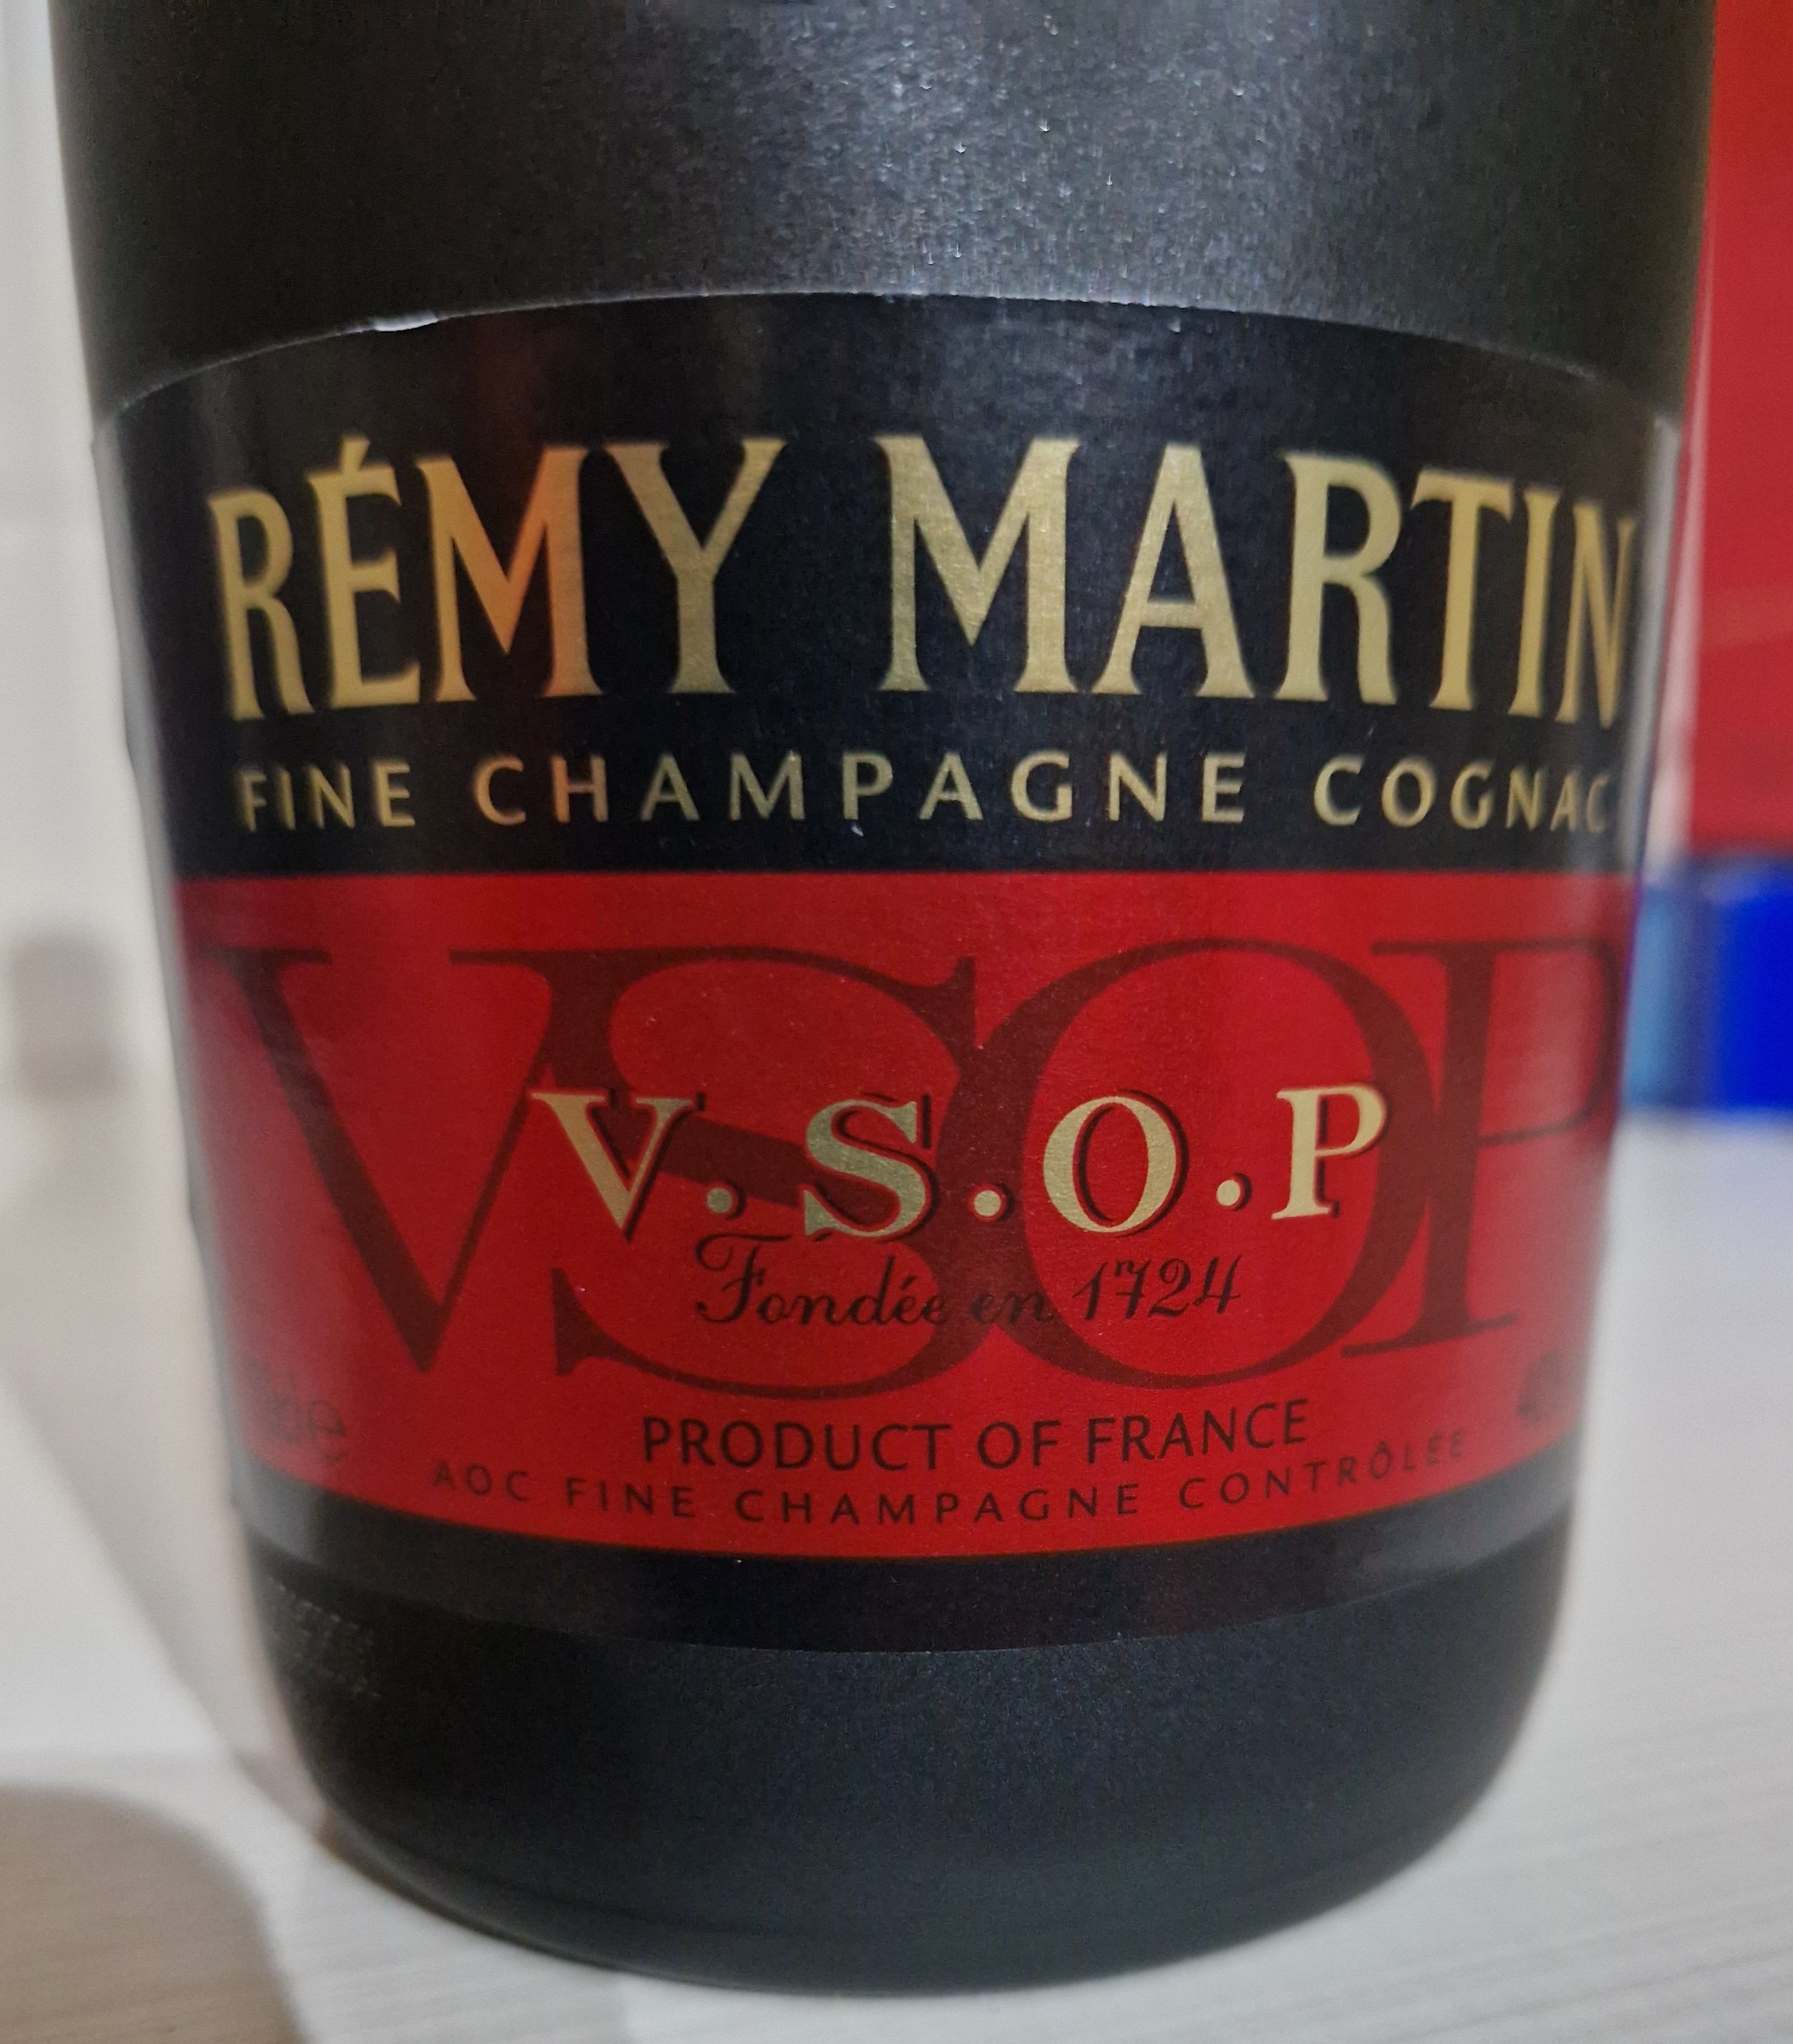 RÉMY MARTIN
FINE CHAMPAGNE COGNAC
VSOP
V.S.O.P
Fondée en 1724
PRODUCT OF FRANCE
AOC FINE CHAMPAGNE CONTRÔLÉE